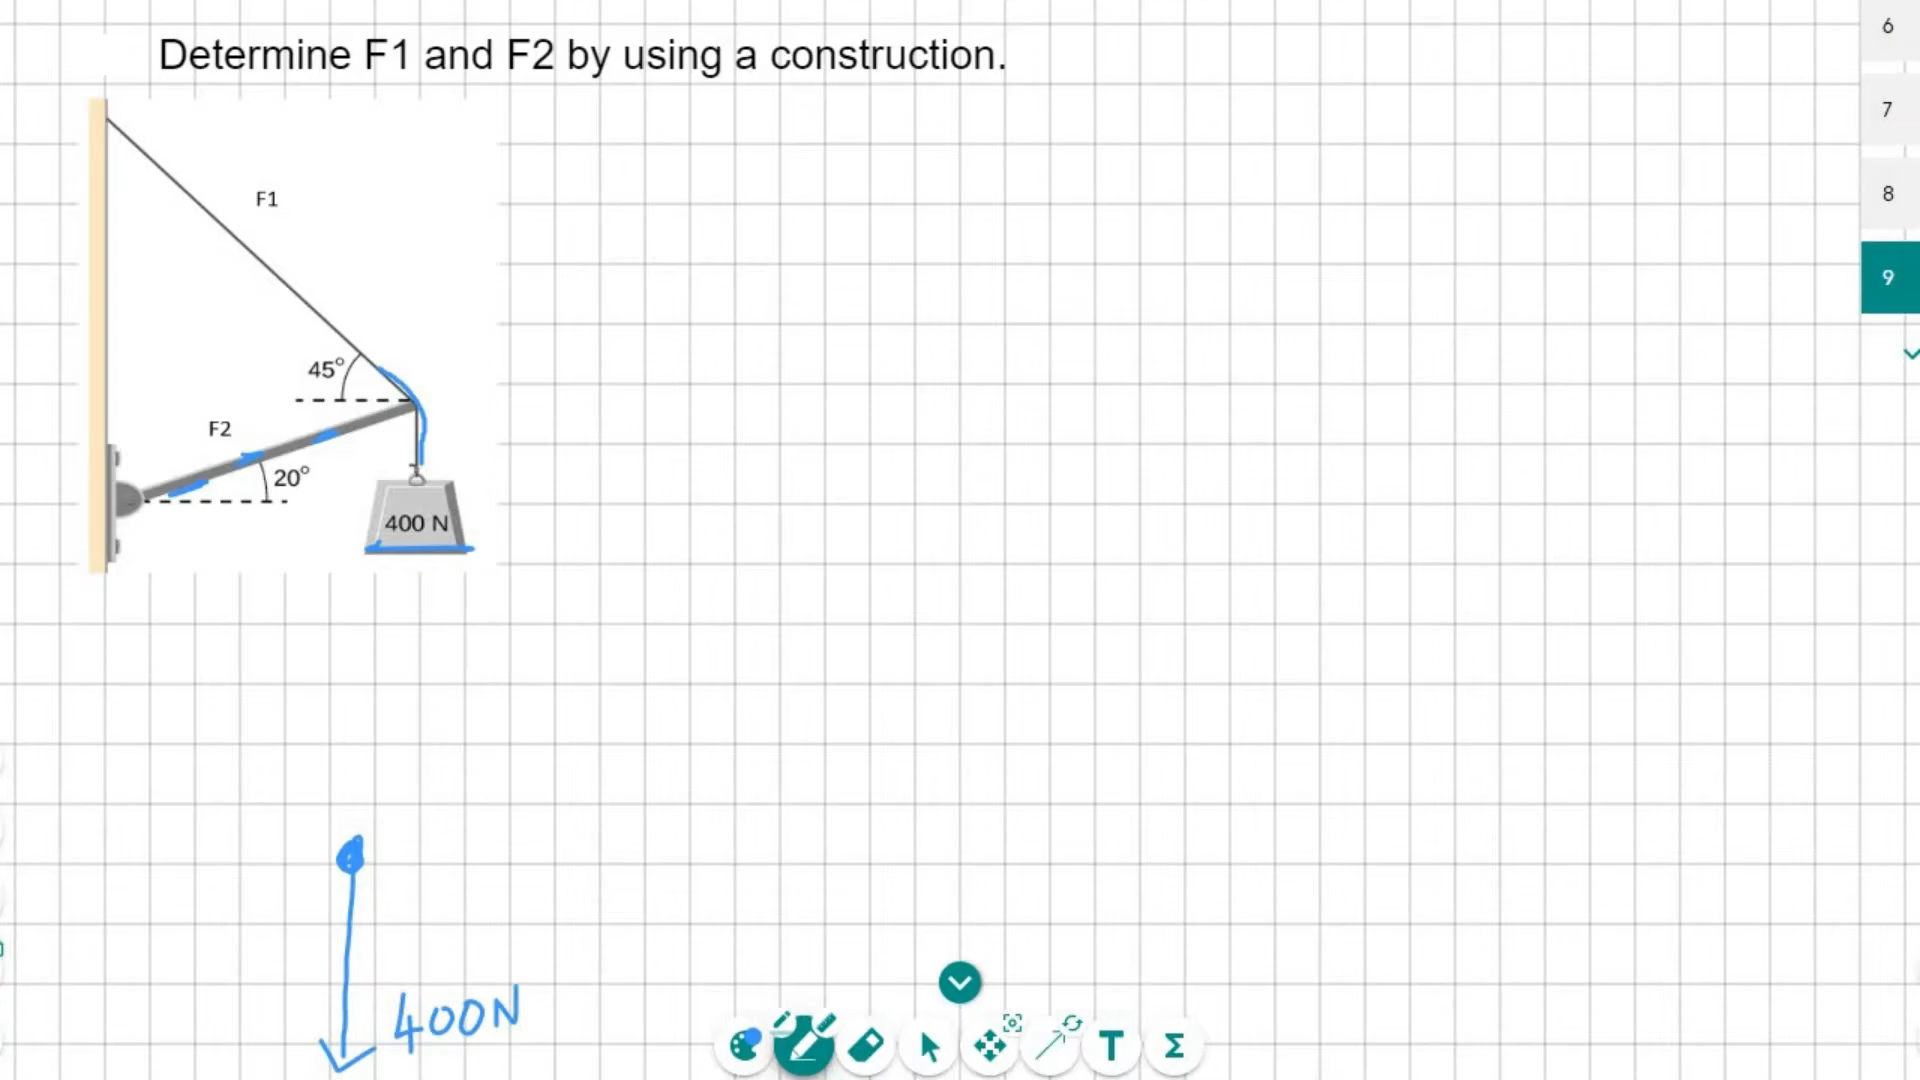 Determine F1 and F2 by using a construction.
F1
45°
F2
20°
400 N
400N
6
7
8
9
T
Σ